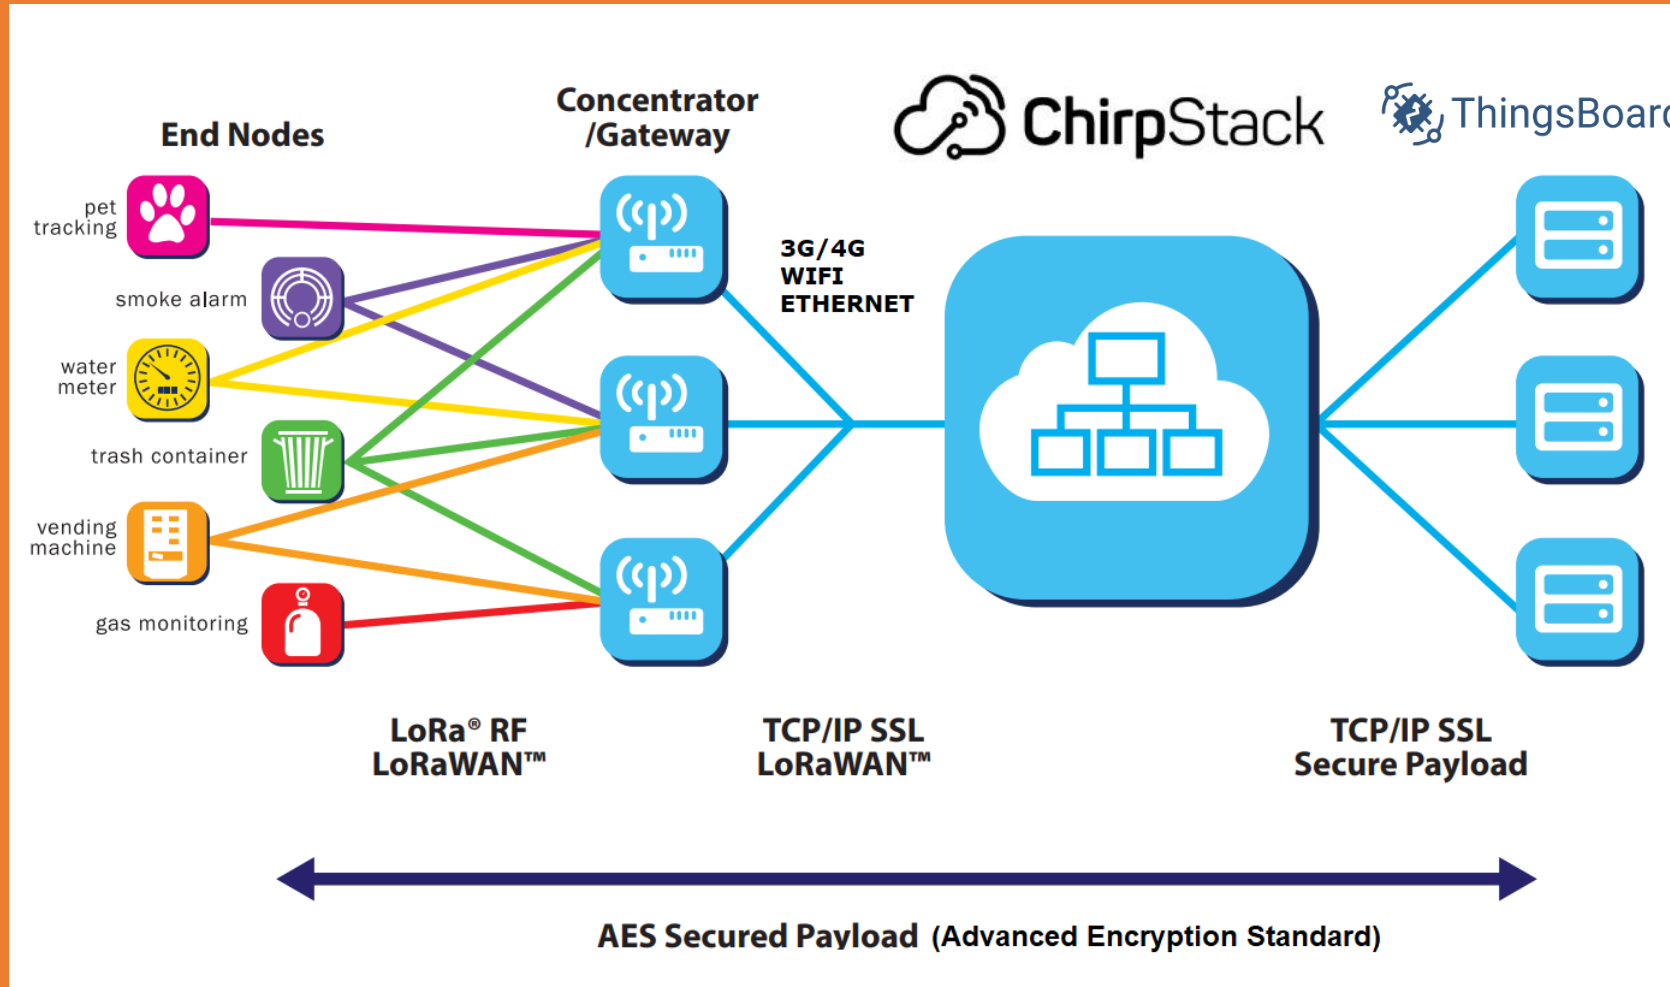 End Nodes
Concentrator
/Gateway
ChirpStack
ThingsBoard
pet
tracking
smoke alarm
water
meter
trash container
vending
machine
gas monitoring
3G/4G
WIFI
ETHERNET
LoRa® RF
LoRaWAN™
TCP/IP SSL
LoRaWAN™
TCP/IP SSL
Secure Payload
AES Secured Payload (Advanced Encryption Standard)